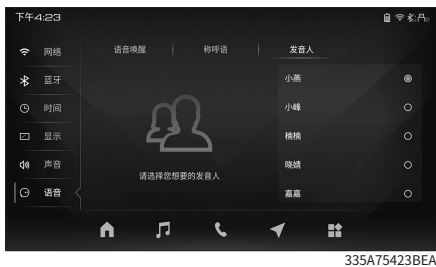 下午4:23
网络
语音唤醒
称呼语
发音人
蓝牙
小燕
时间
小峰
显示
楠楠
声音
请选择您想要的发音人
晓婧
语音
嘉嘉
335A75423BEA